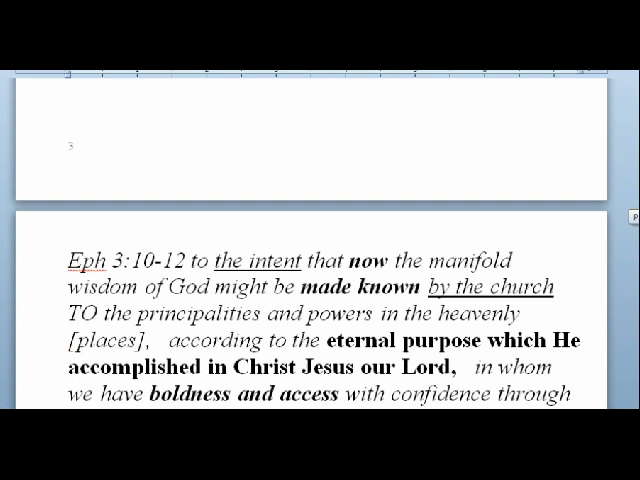 3
Eph 3:10-12 to the intent that now the manifold
wisdom of God might be made known by the church
TO the principalities and powers in the heavenly
[places], according to the eternal purpose which He
accomplished in Christ Jesus our Lord, in whom
we have boldness and access with confidence through
P